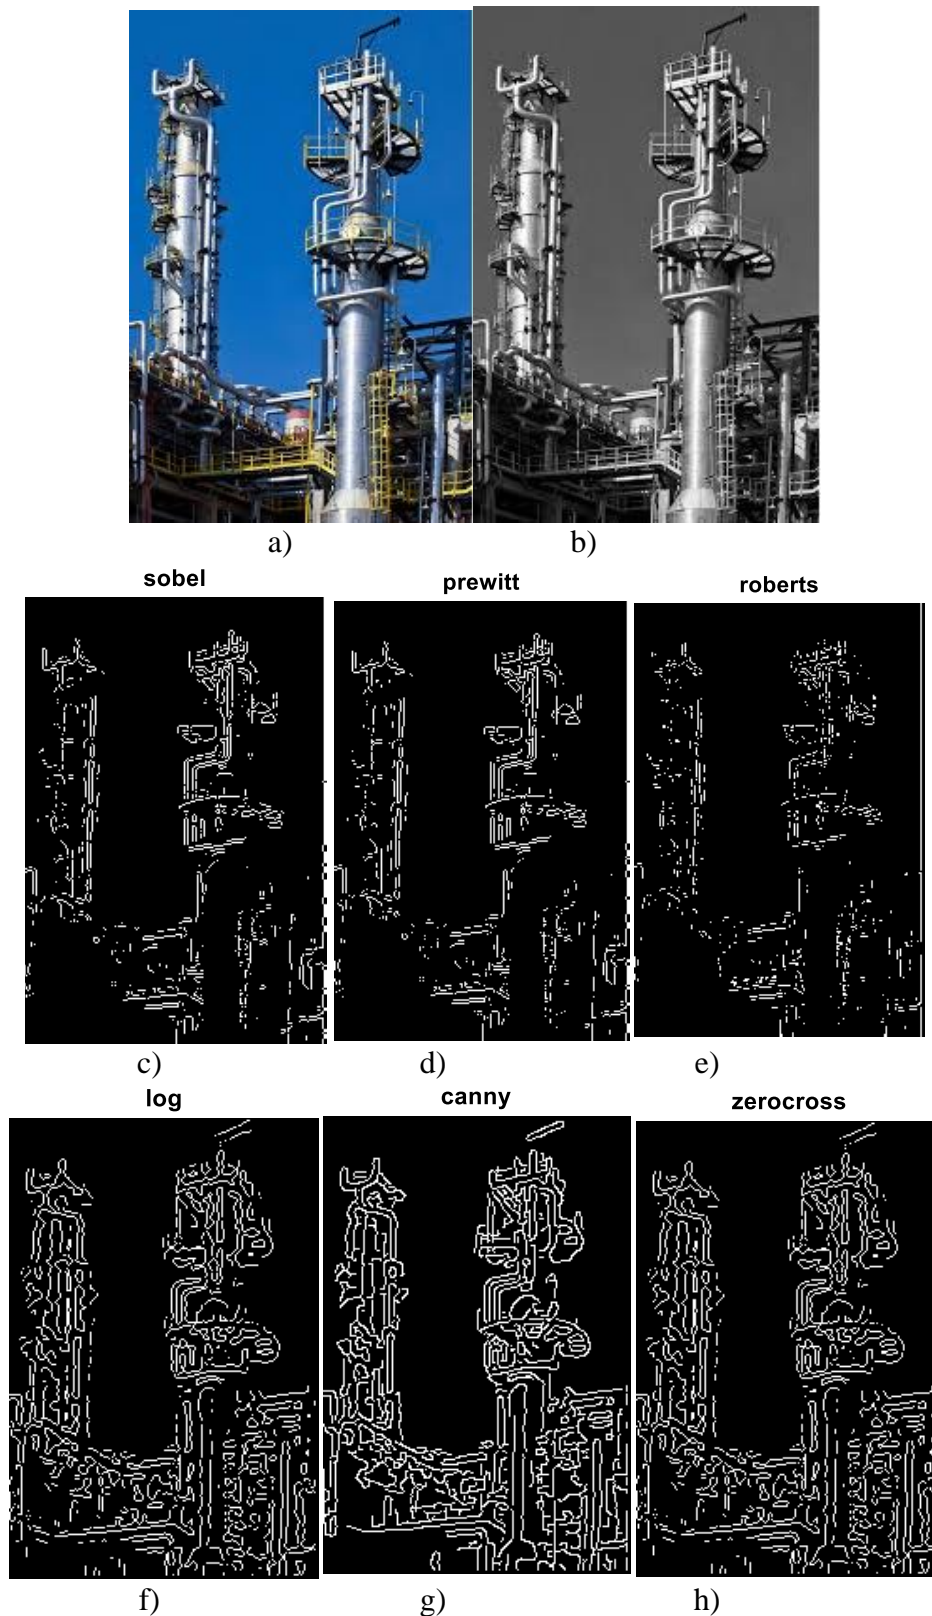 a) b)
sobel prewitt roberts
c) d) e)
log canny zerocross
f) g) h)